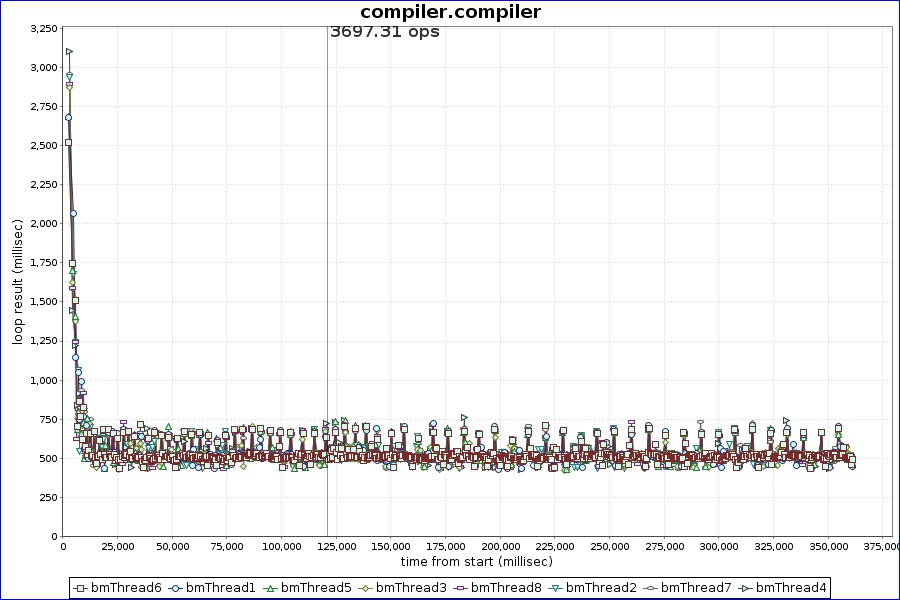 compiler.compiler
3697.31 ops
3,250
3,000
2,750
2,500
2,250
2,000
1,750
1,500
1,250
1,000
750
500
250
0
loop result (millisec)
0 25,000 50,000 75,000 100,000 125,000 150,000 175,000 200,000 225,000 250,000 275,000 300,000 325,000 350,000 375,000
time from start (millisec)
bmThread6 bmThread1 bmThread5 bmThread3 bmThread8 bmThread2 bmThread7 bmThread4